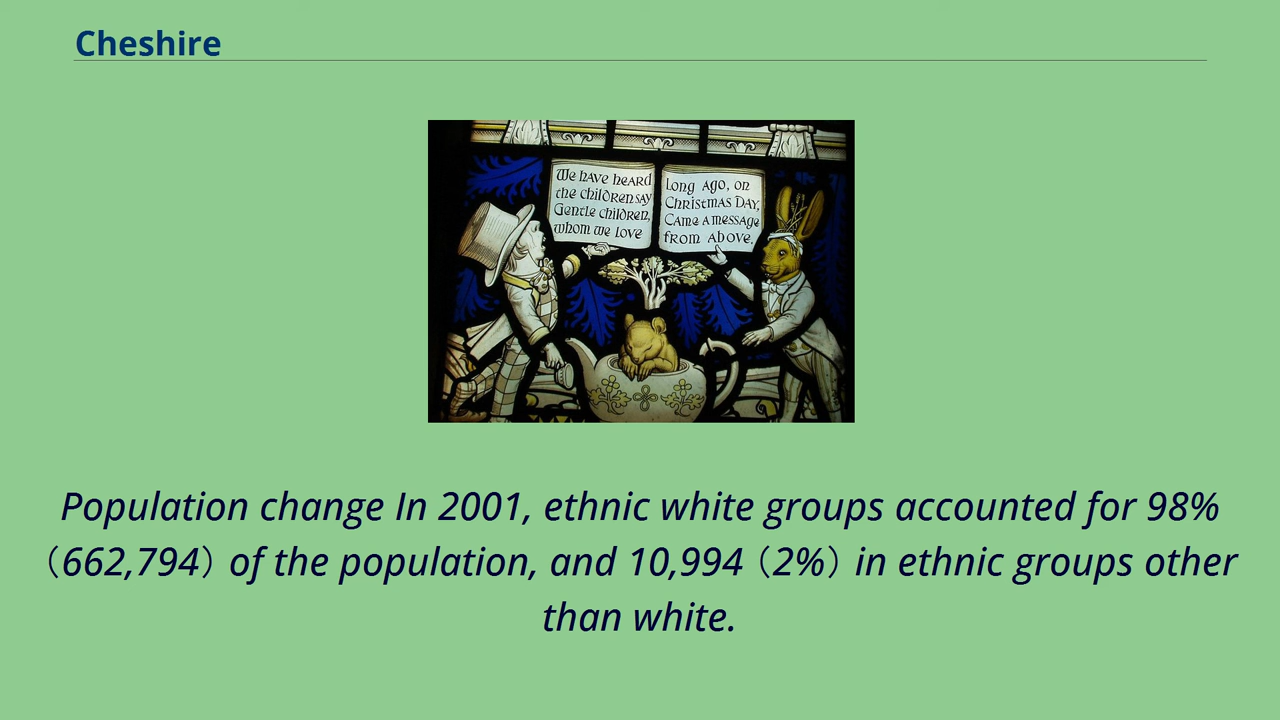 Cheshire
We have heard
the children say
Gentle children,
whom we love
Long ago, on
Christmas Day,
Came a message
from above.
Population change In 2001, ethnic white groups accounted for 98%
（662,794）of the population, and 10,994（2%）in ethnic groups other
than white.